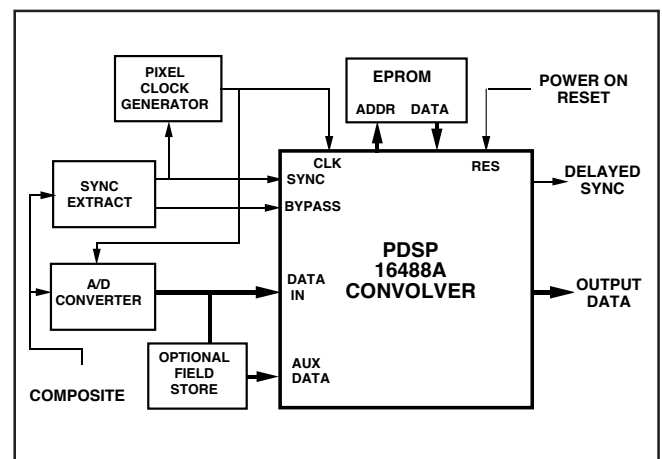 PIXEL
CLOCK
GENERATOR
EPROM
ADDR DATA
POWER ON
RESET
CLK
RES
SYNC
EXTRACT
SYNC
BYPASS
DELAYED
SYNC
PDSP
16488A
CONVOLVER
A/D
CONVERTER
DATA
IN
OUTPUT
DATA
OPTIONAL
FIELD
STORE
AUX
DATA
COMPOSITE